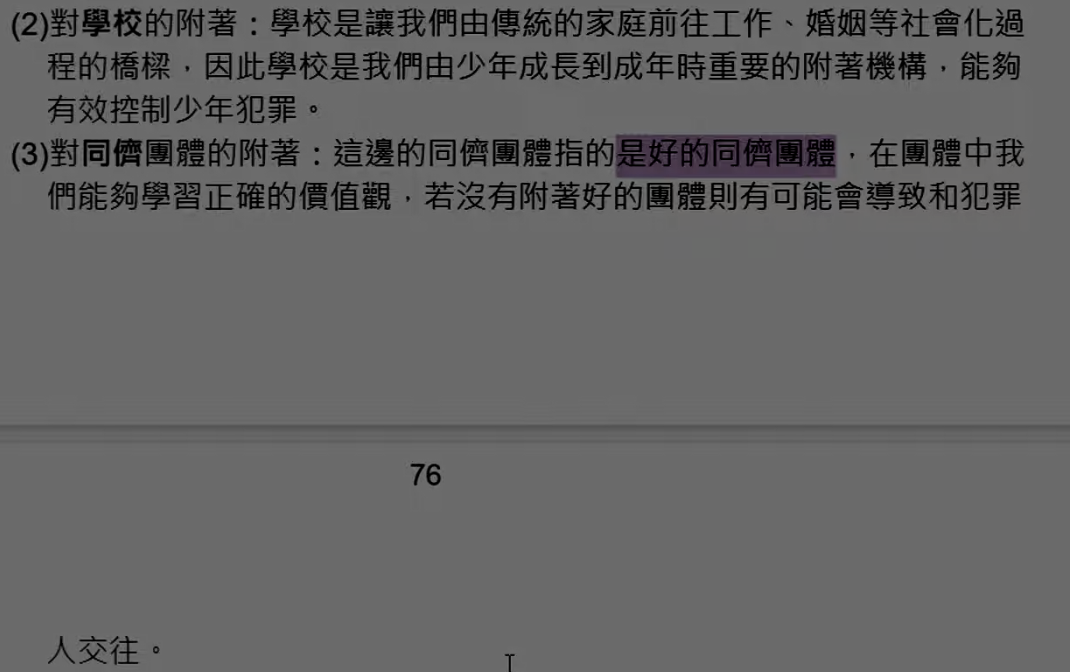 (2)對學校的附著：學校是讓我們由傳統的家庭前往工作、婚姻等社會化過
程的橋樑，因此學校是我們由少年成長到成年時重要的附著機構，能夠
有效控制少年犯罪。
(3)對同儕團體的附著：這邊的同儕團體指的是好的同儕團體，在團體中我
們能夠學習正確的價值觀，若沒有附著好的團體則有可能會導致和犯罪
76
人交往。